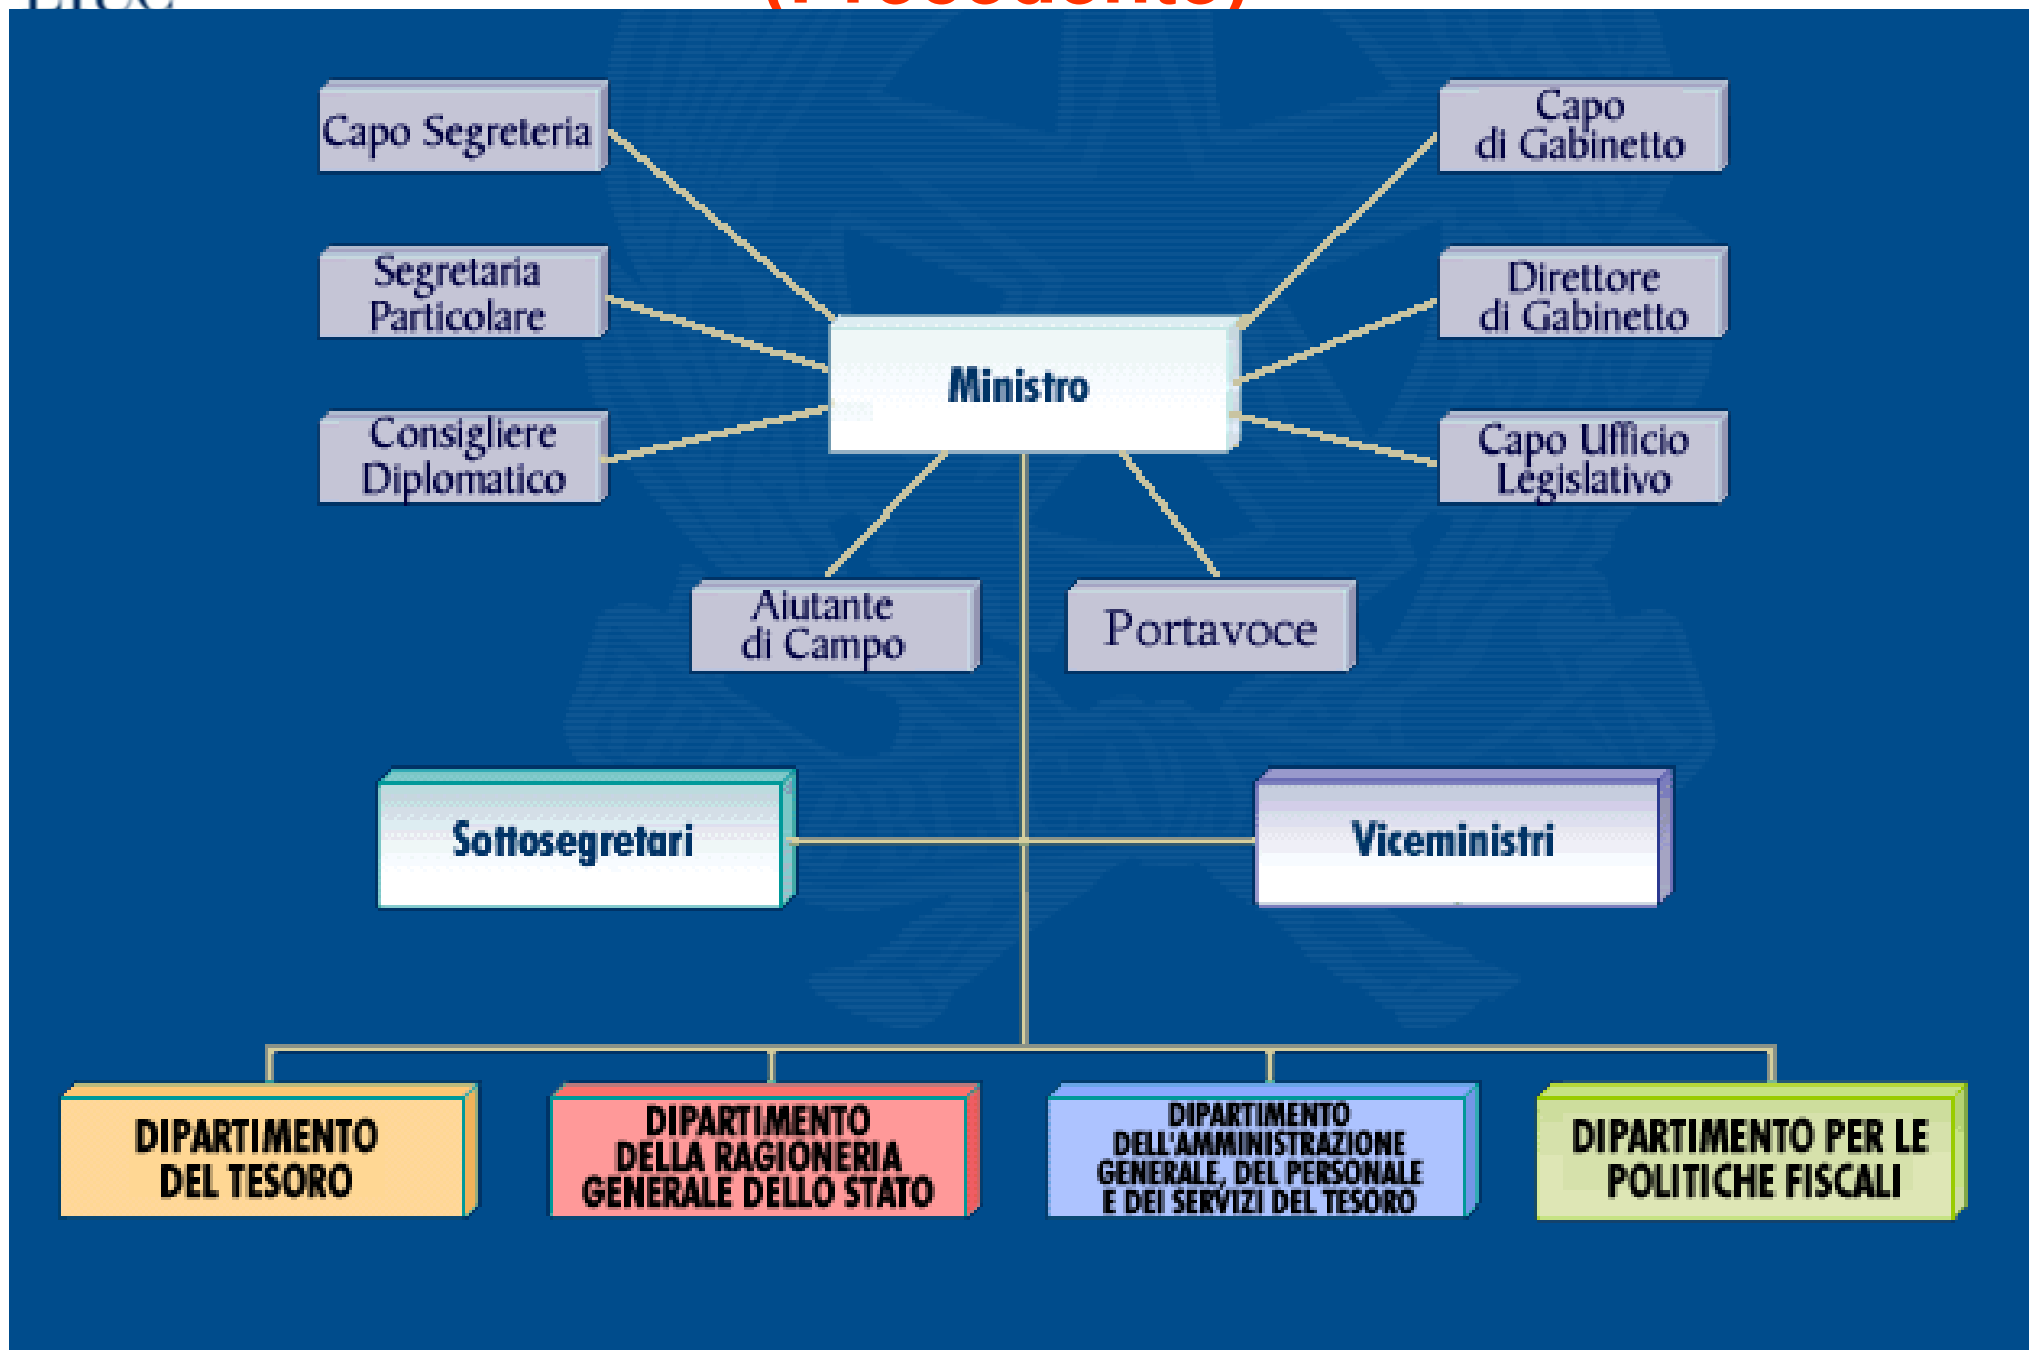 (Precedente)
Capo Segreteria
Capo
di Gabinetto
Segretaria
Particolare
Direttore
di Gabinetto
Ministro
Consigliere
Diplomatico
Capo Ufficio
Legislativo
Aiutante
di Campo
Portavoce
Sottosegretari
Viceministri
DIPARTIMENTO
DEL TESORO
DIPARTIMENTO
DELLA RAGIONERIA
GENERALE DELLO STATO
DIPARTIMENTO
DELL'AMMINISTRAZIONE
GENERALE, DEL PERSONALE
E DEI SERVIZI DEL TESORO
DIPARTIMENTO PER LE
POLITICHE FISCALI